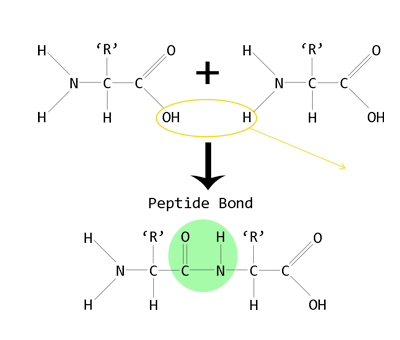 H ‘R’ O H ‘R’ O
N C C + N C C
H H OH H H OH
Peptide Bond
H ‘R’ O H ‘R’ O
N C C N C C
H H H OH